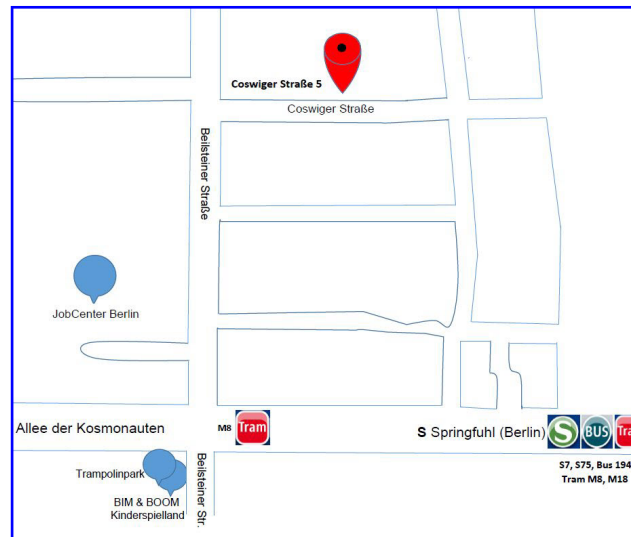 Coswiger Straße 5
Coswiger Straße
Beilsteiner
Straße
JobCenter Berlin
Allee der Kosmonauten
M8
Tram
S Springfuhl (Berlin)
S
BUS
S7, S75, Bus 194
Tram M8, M18
Trampolinpark
BIM & BOOM
Kinderspielland
Beilsteiner Str.